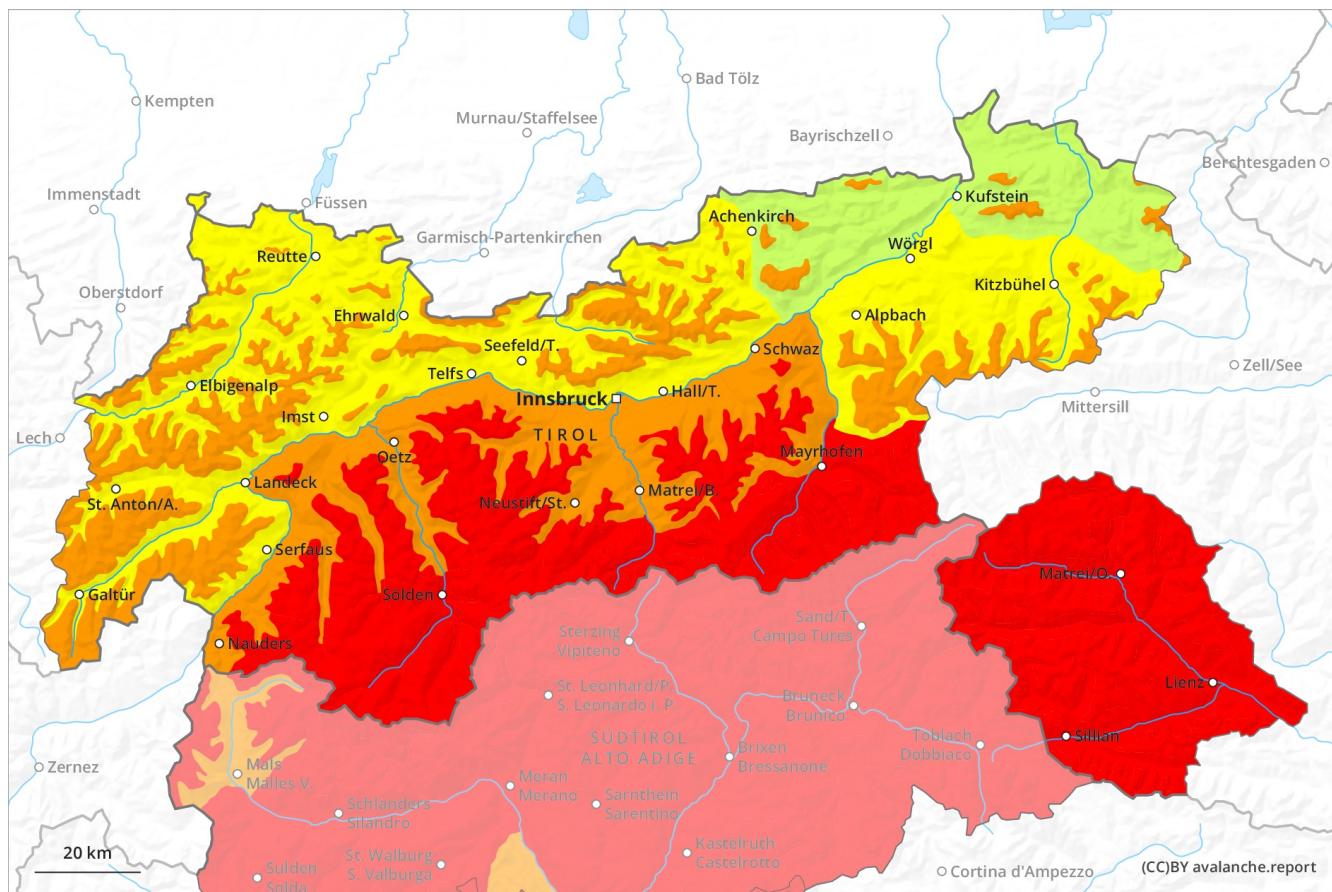 Bad Tölz
Kempten
Murnau/Staffelsee
Bayrischzell
Berchtesgaden
Immenstadt
Kufstein
Füssen
Achenkirch
Garmisch-Partenkirchen
Wörgl
Reutte
Kitzbühel
Oberstdorf
Ehrwald
Alpbach
Seefeld/T.
Schwaz
Zell/See
Telfs
Elbigenalp
Hall/T.
Innsbruck
Mittersill
Imst
Lech
TIROL
Mayrhofen
Oetz
Landeck
Matrei/B.
St. Anton/A.
Neustift/St.
Serfaus
Matrei/O.
Galtür
Sölden
Sand/T.
Campo Tures
Sterzing
Vipiteno
Nauders
Lienz
St. Leonhard/P.
S. Leonardo i. P.
Bruneck
Brunico
Sillian
SÜDTIROL
ALTO ADIGE
Toblach
Dobbiaco
Brixen
Bressanone
Zernez
Mals
Malles V.
Meran
Merano
Sarnthein
Sarentino
Schlanders
Silandro
Kastelruth
Castelrotto
20 km
St. Walburg
S. Valburga
Sulden
Solda
Cortina d'Ampezzo
(CC)BY avalanche.report